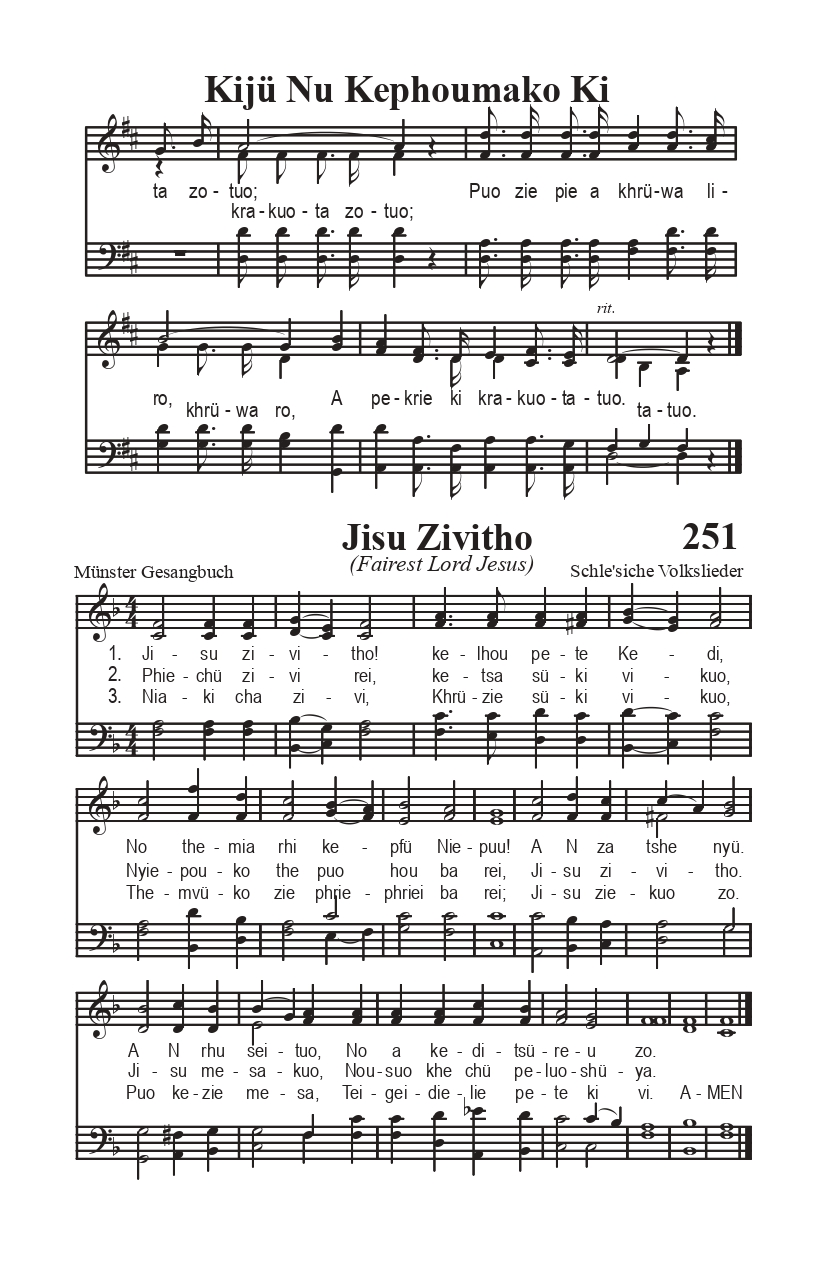 Kijü Nu Kephoumako Ki
ta zo - tuo; Puo zie pie a khrü-wa li -
kra - kuo - ta zo - tuo;
rit.
ro, A pe - krie ki kra - kuo - ta - tuo.
khrü - wa ro, ta - tuo.
Jisu Zivitho 251
(Fairest Lord Jesus)
Münster Gesangbuch Schle'siche Volkslieder
1. Ji - su zi - vi - tho! ke - lhou pe - te Ke - di,
2. Phie - chü zi - vi rei, ke - tsa sü - ki vi - kuo,
3. Nia - ki cha zi - vi, Khrü - zie sü - ki vi - kuo,
No the - mia rhi ke - pfü Nie - puu! A N za tshe nyü.
Nyie - pou - ko the puo hou ba rei, Ji - su zi - vi - tho.
The - mvü - ko zie phrie - phriei ba rei; Ji - su zie - kuo zo.
A N rhu sei - tuo, No a ke - di - tsü - re - u zo.
Ji - su me - sa - kuo, Nou - suo khe chü pe - luo - shü - ya.
Puo ke - zie me - sa, Tei - gei - die - lie pe - te ki vi. A - MEN